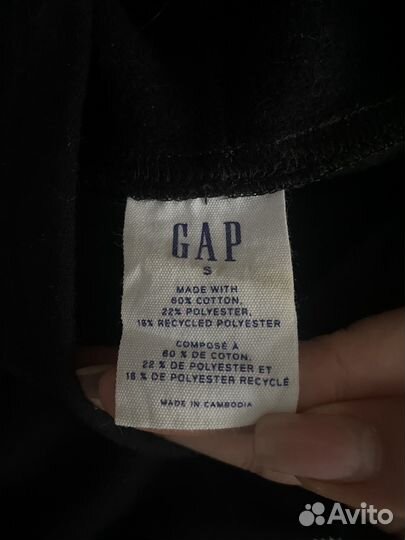 GAP
S
MADE WITH
60% COTTON,
22% POLYESTER,
18% RECYCLED POLYESTER
COMPOSÉ À
60 % DE COTON,
22 % DE POLYESTER ET
18 % DE POLYESTER RECYCLÉ
MADE IN CAMBODIA
Avito